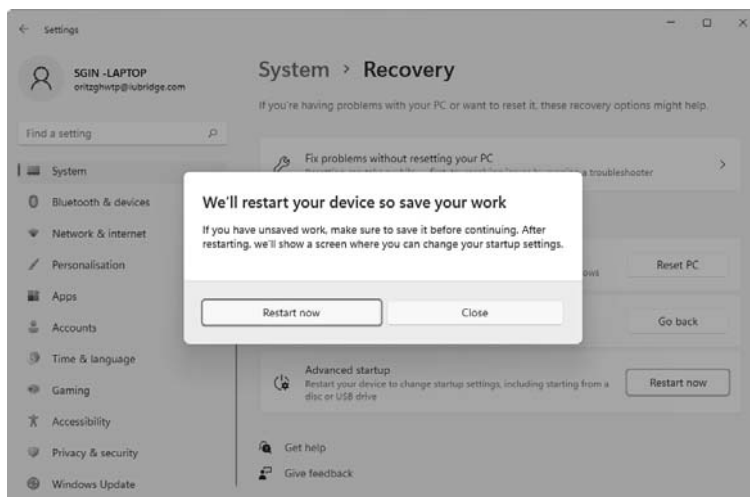 Settings
SGIN -LAPTOP
oritzghwtp@iubridge.com
Find a setting
System
Bluetooth & devices
Network & internet
Personalisation
Apps
Accounts
Time & language
Gaming
Accessibility
Privacy & security
Windows Update
System > Recovery
If you're having problems with your PC or want to reset it, these recovery options might help.
Fix problems without resetting your PC
a troubleshooter
We'll restart your device so save your work
If you have unsaved work, make sure to save it before continuing. After
restarting, we'll show a screen where you can change your startup settings.
Restart now
Close
Reset PC
Go back
Advanced startup
Restart your device to change startup settings, including starting from a
disc or USB drive
Restart now
Get help
Give feedback